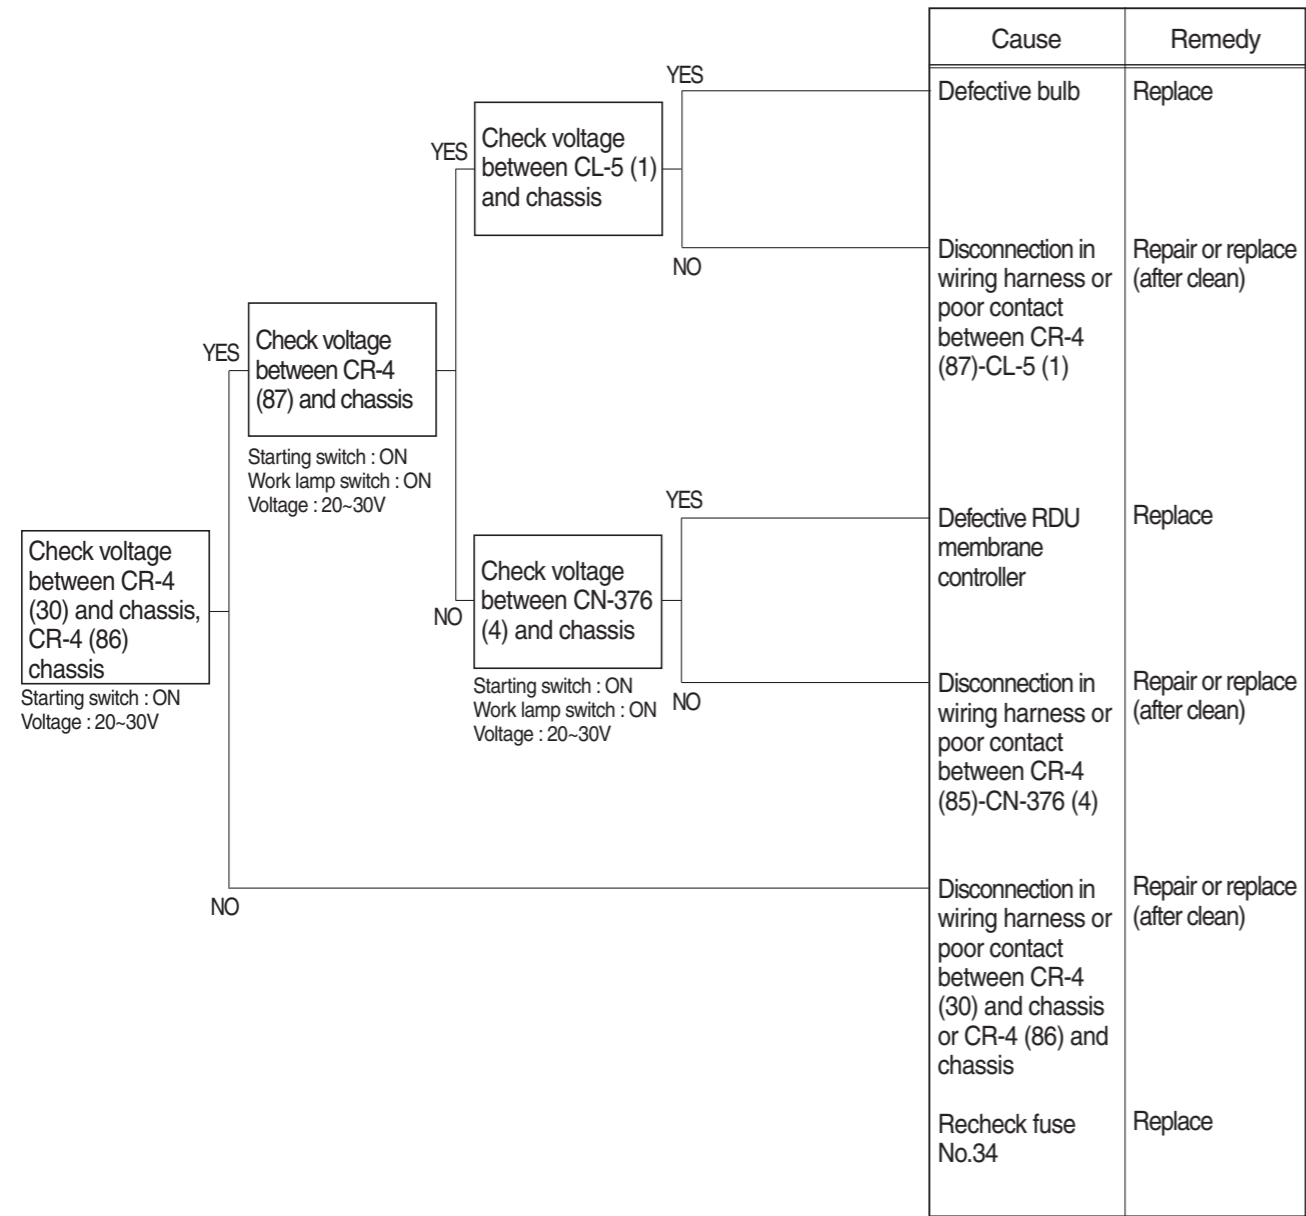 Cause
Remedy
YES
Defective bulb
Replace
YES
Check voltage
between CL-5 (1)
and chassis
NO
Disconnection in
wiring harness or
poor contact
between CR-4
(87)-CL-5 (1)
Repair or replace
(after clean)
YES
Check voltage
between CR-4
(87) and chassis
Starting switch : ON
Work lamp switch : ON
Voltage : 20~30V
YES
Defective RDU
membrane
controller
Replace
Check voltage
between CR-4
(30) and chassis,
CR-4 (86)
chassis
Starting switch : ON
Voltage : 20~30V
NO
Check voltage
between CN-376
(4) and chassis
Starting switch : ON
Work lamp switch : ON
Voltage : 20~30V
NO
Disconnection in
wiring harness or
poor contact
between CR-4
(85)-CN-376 (4)
Repair or replace
(after clean)
NO
Disconnection in
wiring harness or
poor contact
between CR-4
(30) and chassis
or CR-4 (86) and
chassis
Repair or replace
(after clean)
Recheck fuse
No.34
Replace